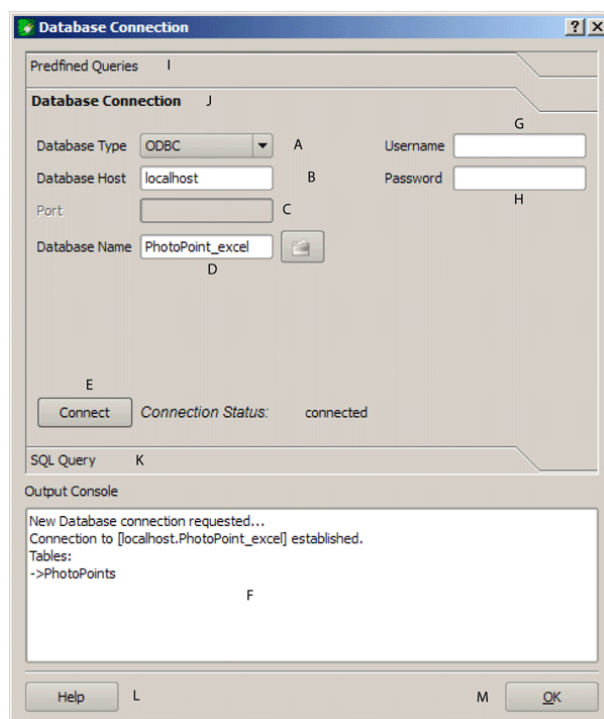 Database Connection
Predfined Queries I
Database Connection J
G
Database Type ODBC A Username
Database Host localhost B Password
H
Port C
Database Name PhotoPoint_excel
D
E
Connect Connection Status: connected
SQL Query K
Output Console
New Database connection requested...
Connection to [localhost.PhotoPoint_excel] established.
Tables:
->PhotoPoints
F
Help L M OK